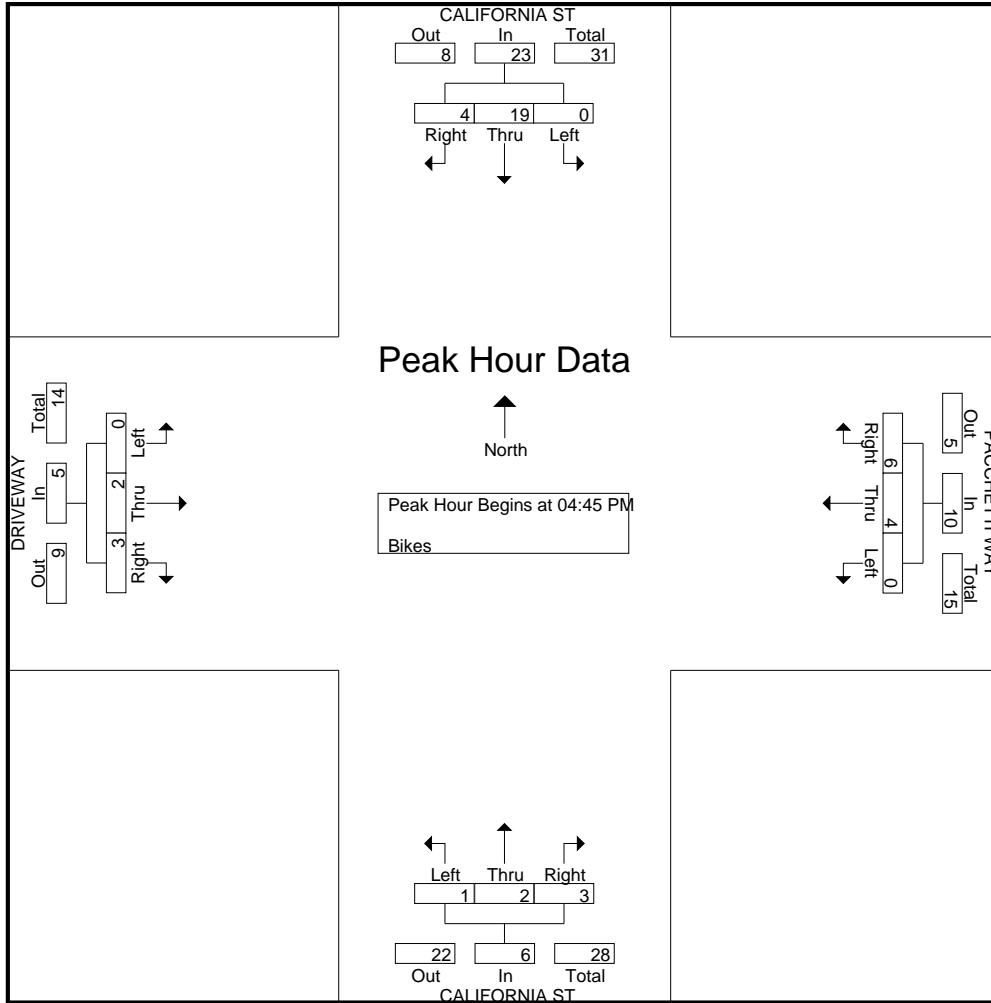 CALIFORNIA ST
Out In Total
8 23 31
4 19 0
Right Thru Left
Peak Hour Data
North
Peak Hour Begins at 04:45 PM
Bikes
DRIVEWAY
Out In Total
9 5 14
0 2 3
Left Thru Right
PACCHETTI WAY
Out In Total
5 10 15
6 4 0
Right Thru Left
Left Thru Right
1 2 3
22 6 28
Out In Total
CALIFORNIA ST